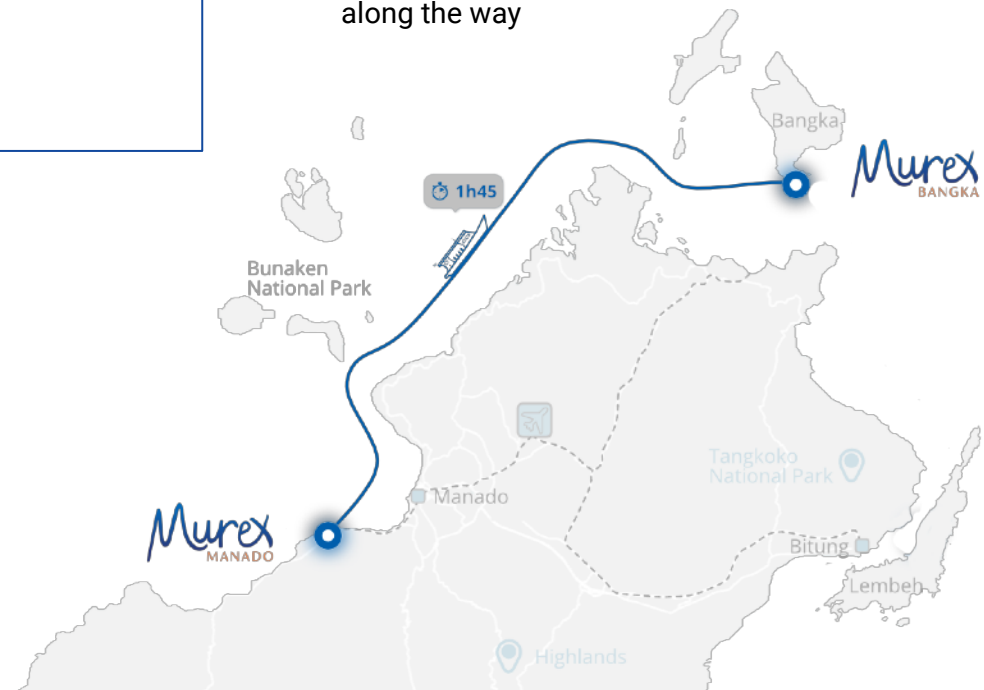 along the way
Bangka
Murex
BANGKA
1h45
Bunaken
National Park
Tangkoko
National Park
Manado
Murex
MANADO
Bitung
Lembeh
Highlands